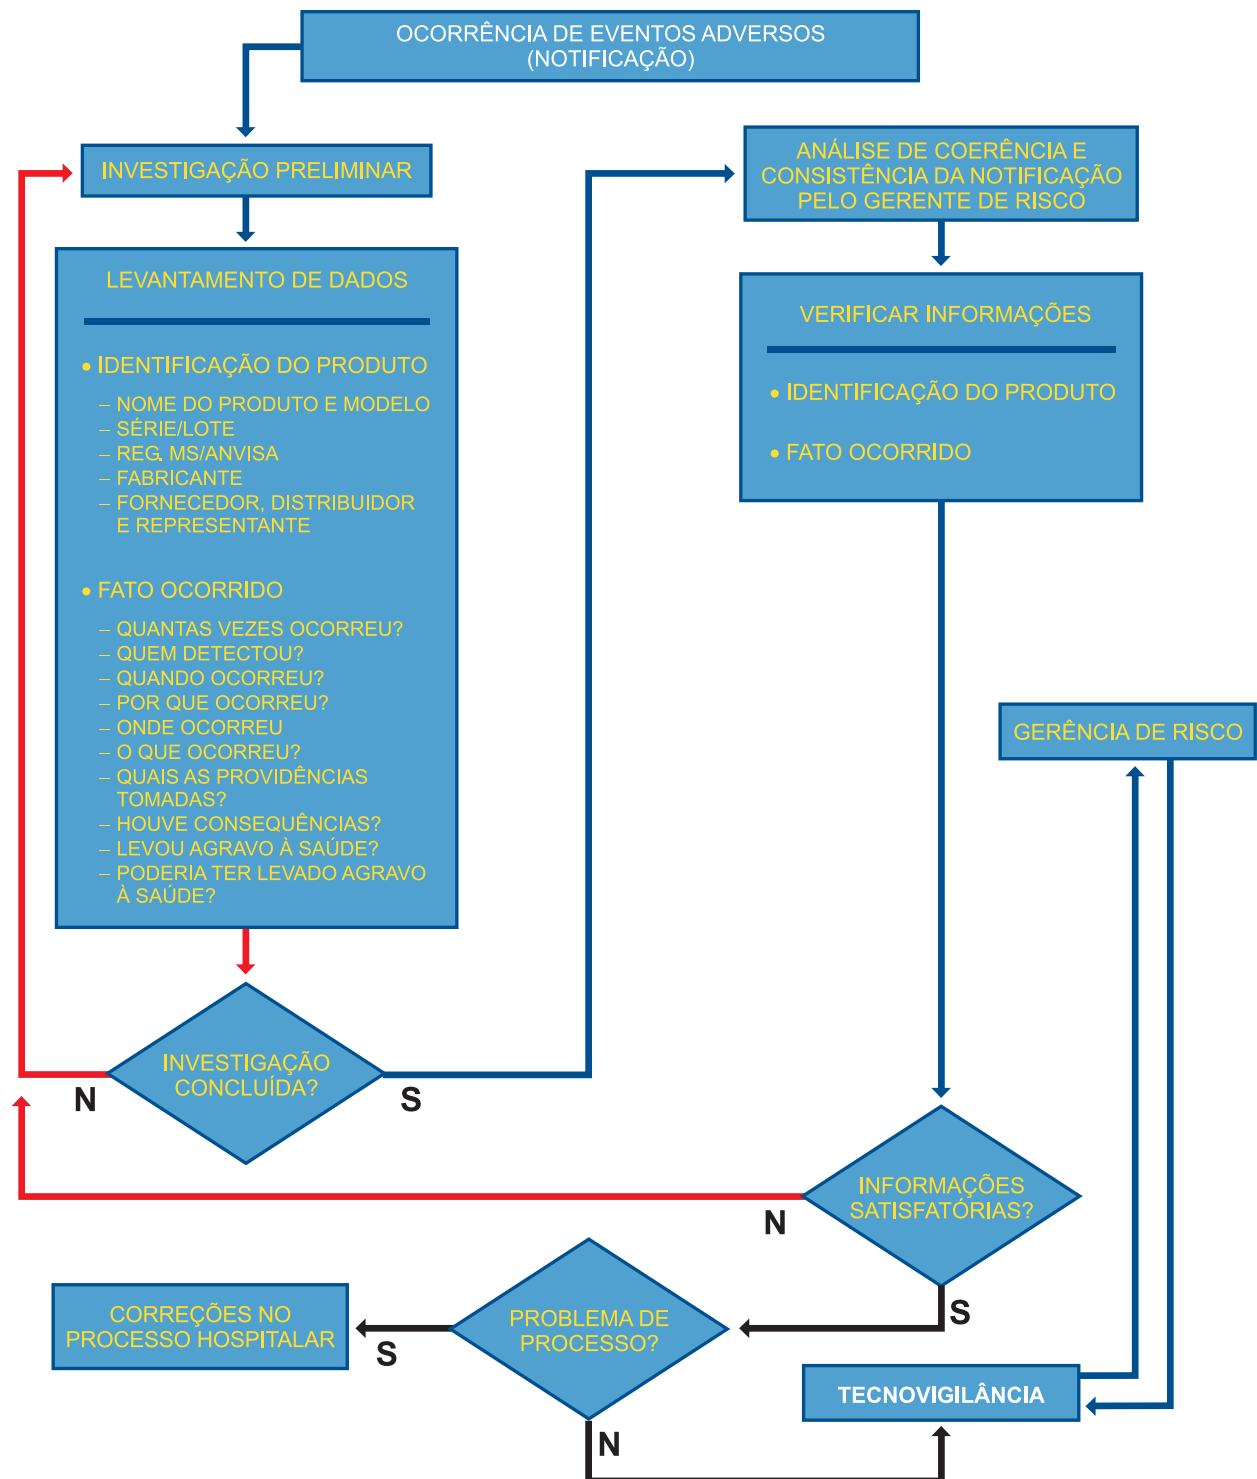 OCORRÊNCIA DE EVENTOS ADVERSOS
(NOTIFICAÇÃO)
INVESTIGAÇÃO PRELIMINAR
LEVANTAMENTO DE DADOS
• IDENTIFICAÇÃO DO PRODUTO
– NOME DO PRODUTO E MODELO
– SÉRIE/LOTE
– REG. MS/ANVISA
– FABRICANTE
– FORNECEDOR, DISTRIBUIDOR
E REPRESENTANTE
• FATO OCORRIDO
– QUANTAS VEZES OCORREU?
– QUEM DETECTOU?
– QUANDO OCORREU?
– POR QUE OCORREU?
– ONDE OCORREU
– O QUE OCORREU?
– QUAIS AS PROVIDÊNCIAS
TOMADAS?
– HOUVE CONSEQUÊNCIAS?
– LEVOU AGRAVO À SAÚDE?
– PODERIA TER LEVADO AGRAVO
À SAÚDE?
INVESTIGAÇÃO
CONCLUÍDA?
N
S
ANÁLISE DE COERÊNCIA E
CONSISTÊNCIA DA NOTIFICAÇÃO
PELO GERENTE DE RISCO
VERIFICAR INFORMAÇÕES
• IDENTIFICAÇÃO DO PRODUTO
• FATO OCORRIDO
GERÊNCIA DE RISCO
INFORMAÇÕES
SATISFATÓRIAS?
N
S
PROBLEMA DE
PROCESSO?
S
N
CORREÇÕES NO
PROCESSO HOSPITALAR
TECNOVIGILÂNCIA